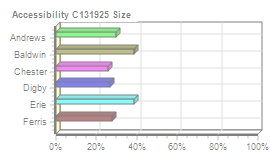 Accessibility C131925 Size
Andrews
Baldwin
Chester
Digby
Erie
Ferris
0% 20% 40% 60% 80% 100%